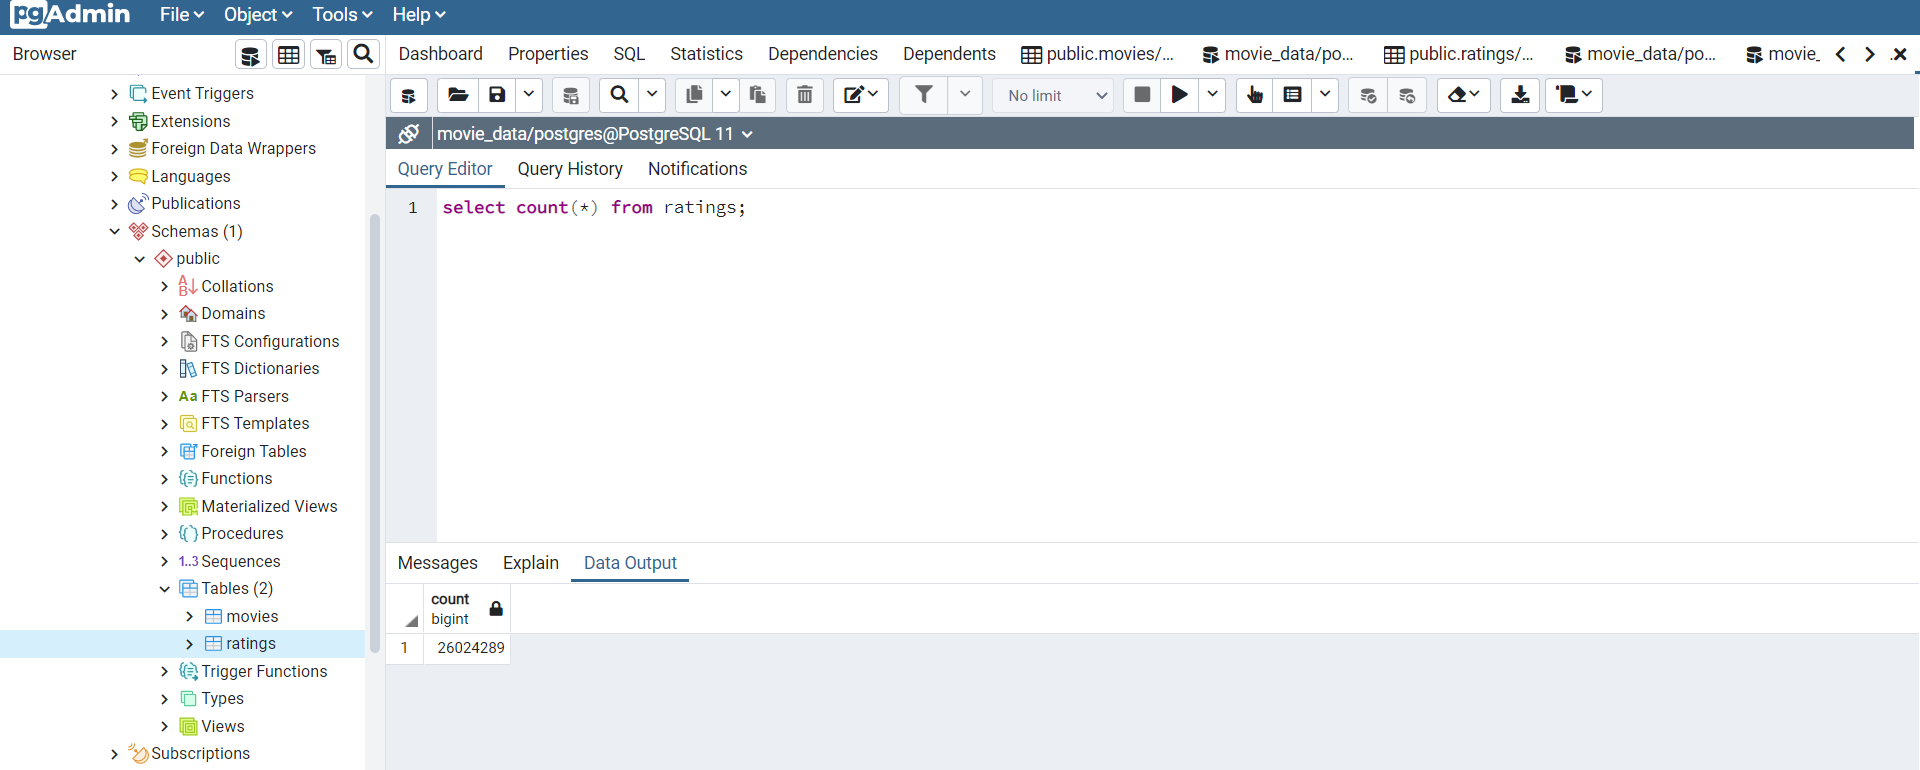 pgAdmin File Object Tools Help
Browser
Dashboard Properties SQL Statistics Dependencies Dependents public.movies/... movie_data/po... public.ratings/... movie_data/po... movie_
No limit
movie_data/postgres@PostgreSQL 11
Query Editor Query History Notifications
1 select count(*) from ratings;
Event Triggers
Extensions
Foreign Data Wrappers
Languages
Publications
Schemas (1)
public
Collations
Domains
FTS Configurations
FTS Dictionaries
Aa FTS Parsers
FTS Templates
Foreign Tables
Functions
Materialized Views
Procedures
1..3 Sequences
Tables (2)
movies
ratings
Trigger Functions
Types
Views
Subscriptions
Messages Explain Data Output
count
bigint
1 26024289